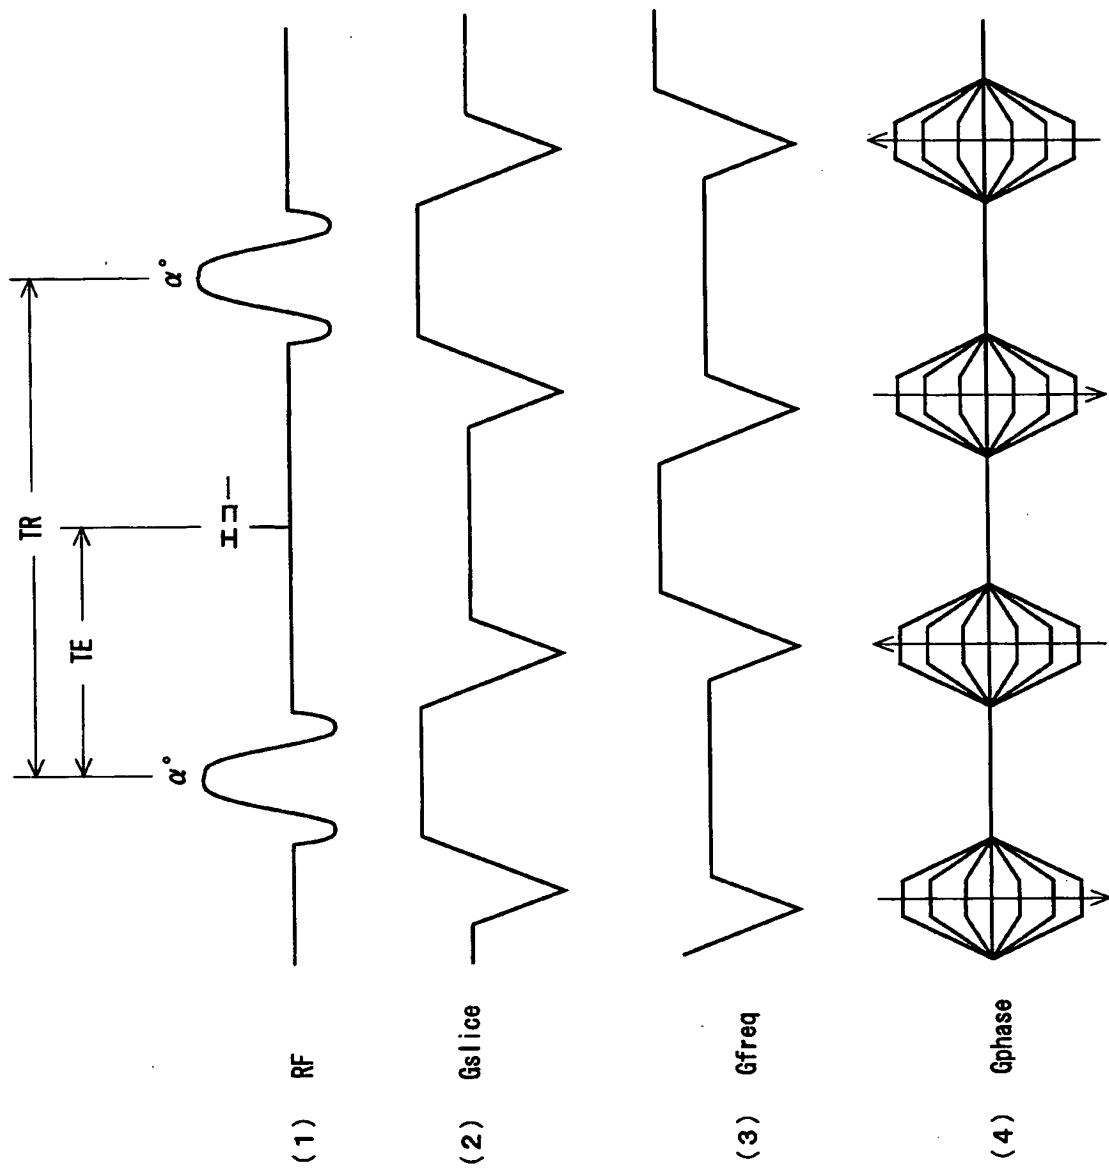 TR
TE
エコー
α°
α°
(1) RF
(2) Gslice
(3) Gfreq
(4) Gphase